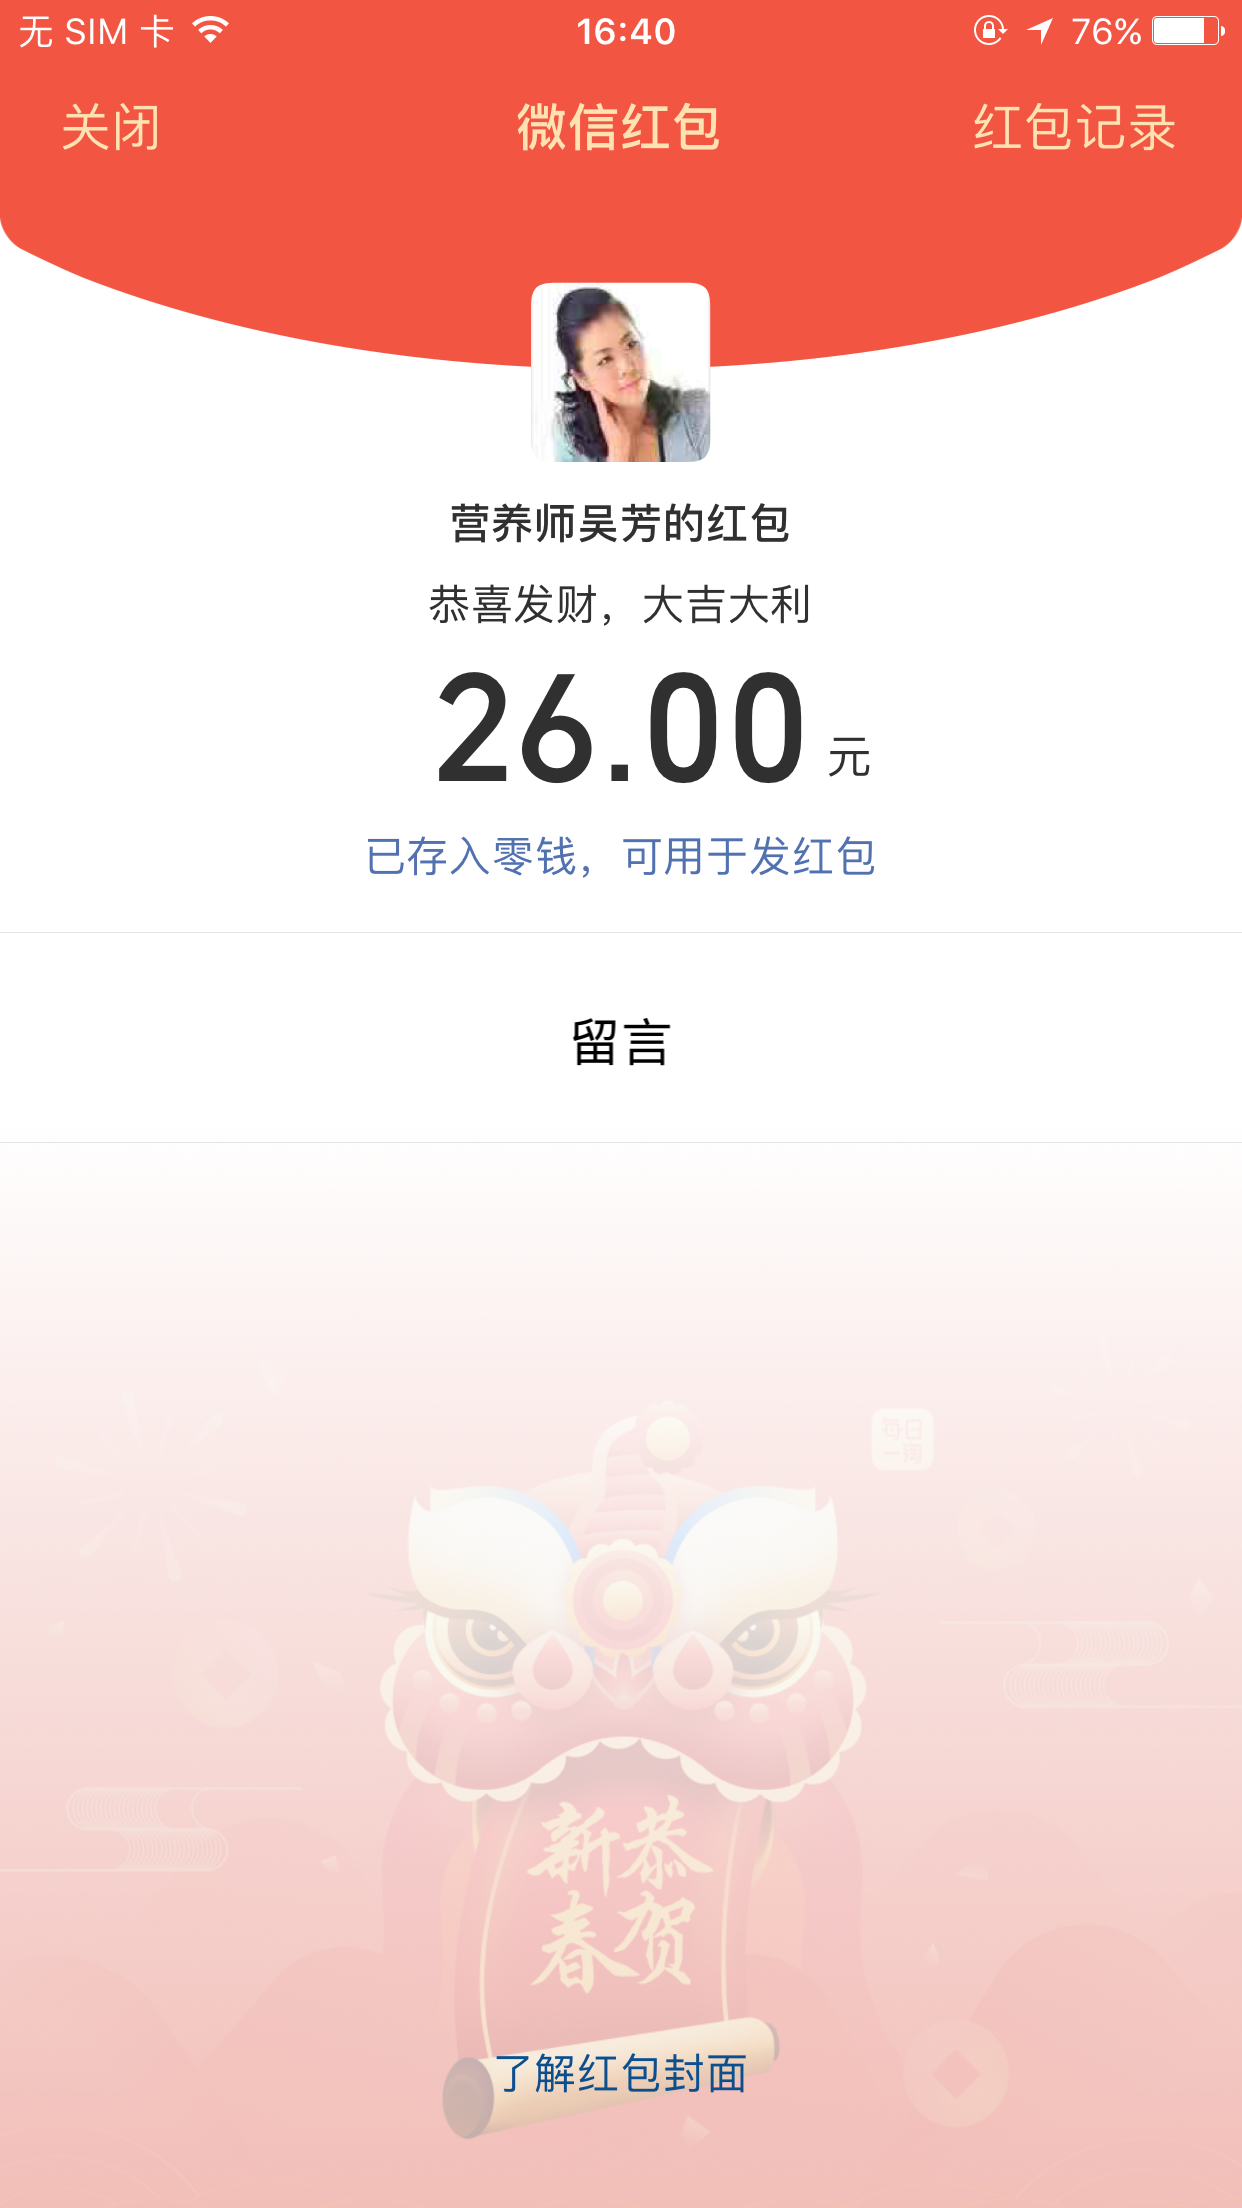 无 SIM 卡 16:40 76%
关闭 微信红包 红包记录
营养师吴芳的红包
恭喜发财，大吉大利
26.00 元
已存入零钱，可用于发红包
留言
每日
一淘
新恭
春贺
了解红包封面